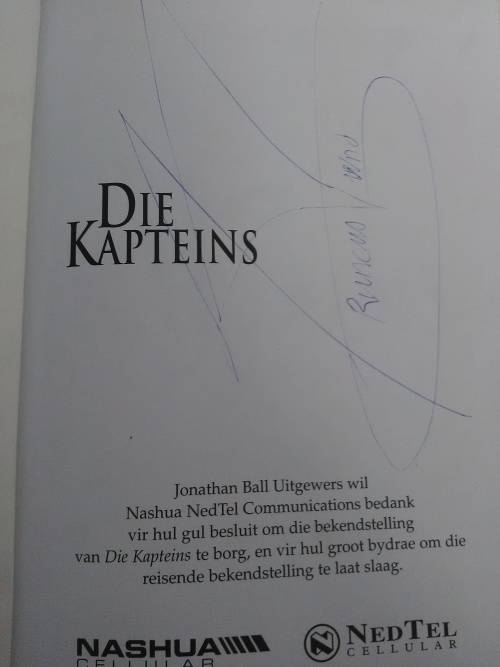 DIE
KAPTEINS
Jonathan Ball Uitgewers wil
Nashua NedTel Communications bedank
vir hul gul besluit om die bekendstelling
van Die Kapteins te borg, en vir hul groot bydrae om die
reisende bekendstelling te laat slaag.
NASHUA
CELLULAR
NEDTEL
CELLULAR